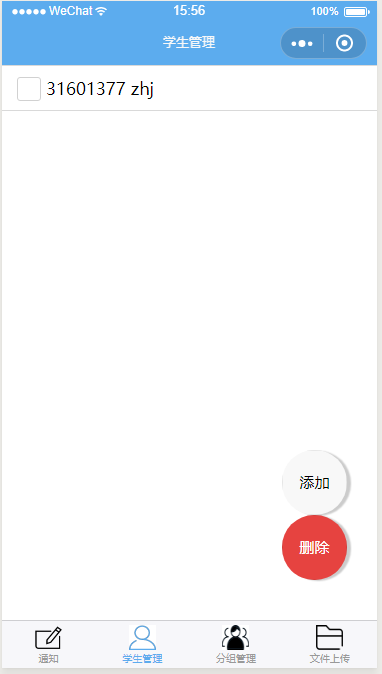 WeChat 15:56 100%
学生管理
31601377 zhj
添加
删除
通知 学生管理 分组管理 文件上传